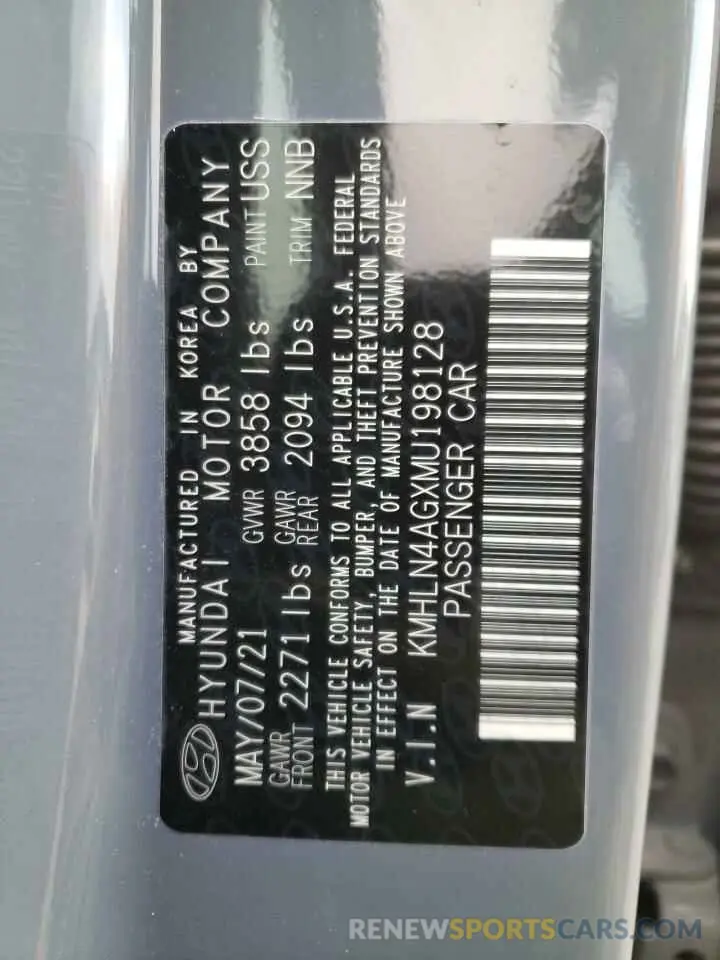 MANUFACTURED IN KOREA BY
HYUNDAI MOTOR COMPANY
MAY/07/21 GVWR 3858 lbs PAINT USS
GAWR FRONT 2271 lbs GAWR REAR 2094 lbs TRIM NNB
THIS VEHICLE CONFORMS TO ALL APPLICABLE U.S.A. FEDERAL
MOTOR VEHICLE SAFETY, BUMPER, AND THEFT PREVENTION STANDARDS
IN EFFECT ON THE DATE OF MANUFACTURE SHOWN ABOVE
V.I.N KMHLN4AGXMU198128
PASSENGER CAR
RENEWSPORTSCARS.COM